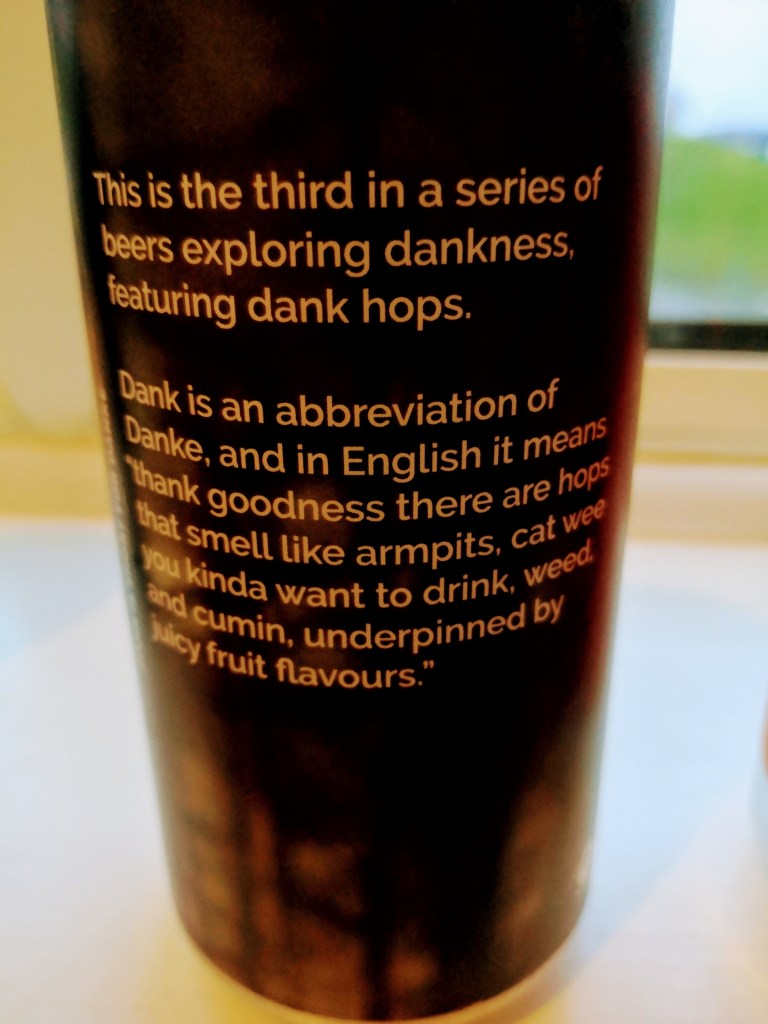 This is the third in a series of
beers exploring dankness,
featuring dank hops.
Dank is an abbreviation of
Danke, and in English it means
“thank goodness there are hops
that smell like armpits, cat wee
you kinda want to drink, weed,
and cumin, underpinned by
juicy fruit flavours.”